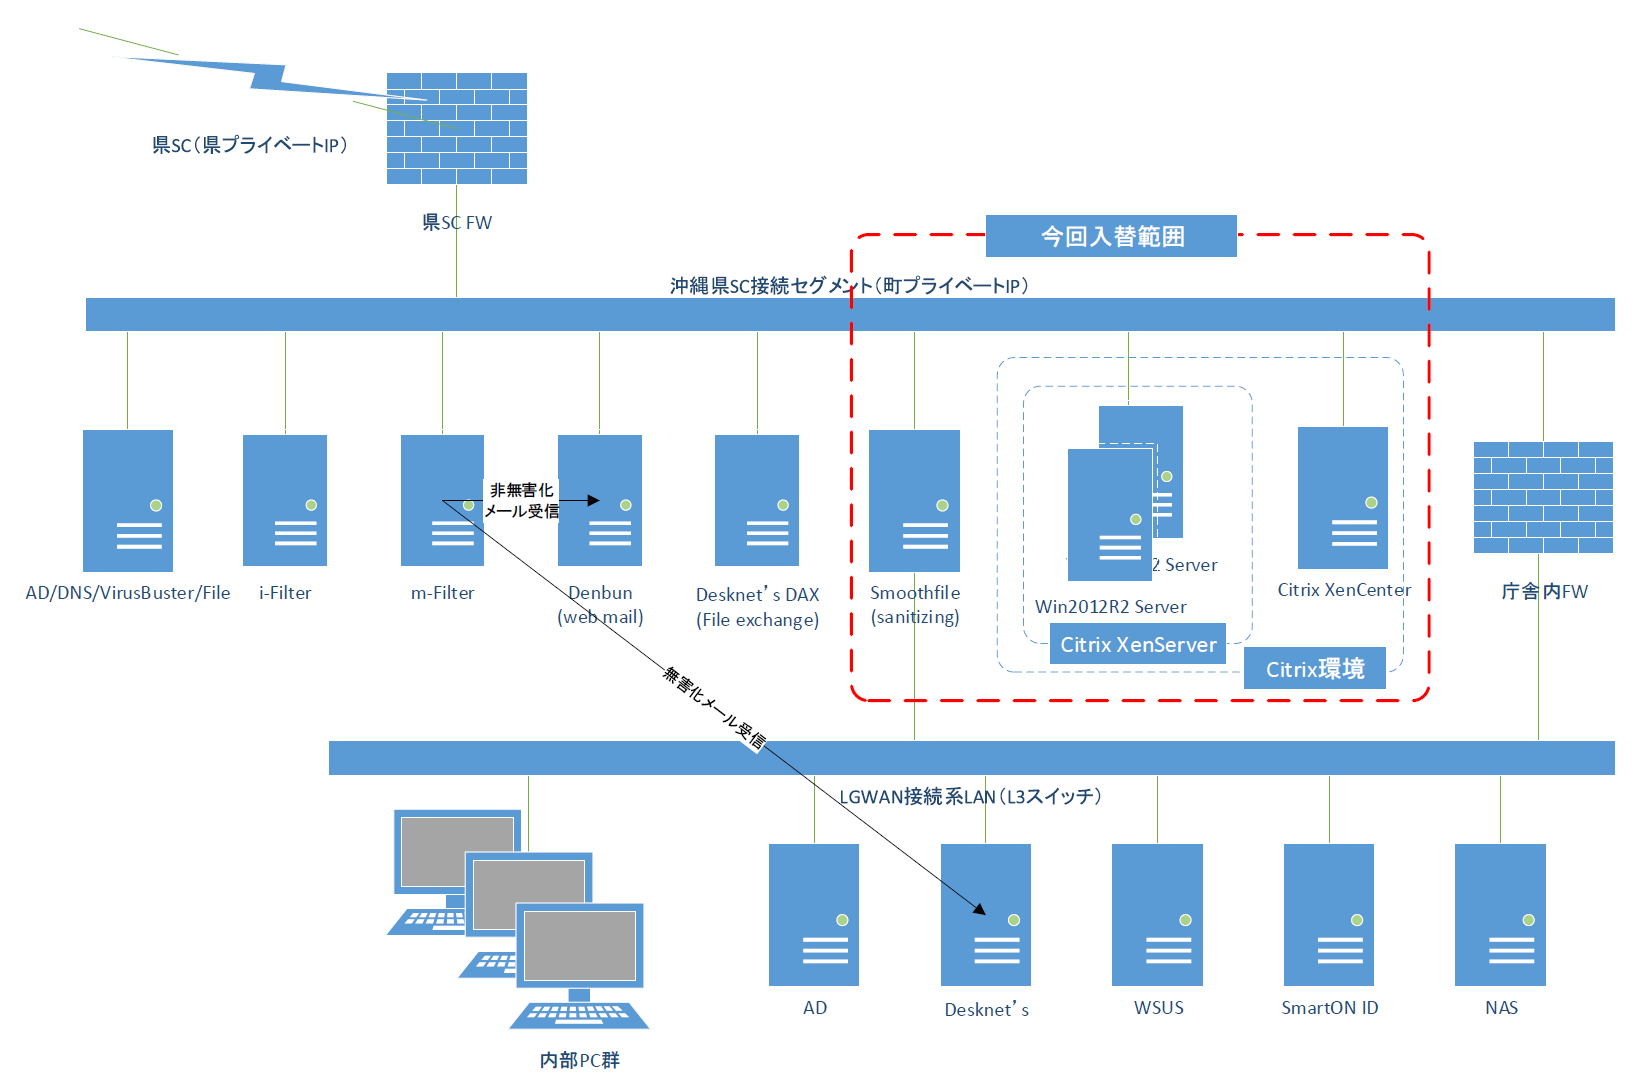 県SC（県プライベートIP）
県SC FW
今回入替範囲
沖縄県SC接続セグメント（町プライベートIP）
非無害化
メール受信
AD/DNS/VirusBuster/File
i-Filter
m-Filter
Denbun
(web mail)
Desknet’s DAX
(File exchange)
Smoothfile
(sanitizing)
2 Server
Win2012R2 Server
Citrix XenServer
Citrix XenCenter
Citrix環境
庁舎内FW
無害化メール受信
LGWAN接続系LAN（L3スイッチ）
内部PC群
AD
Desknet’s
WSUS
SmartON ID
NAS